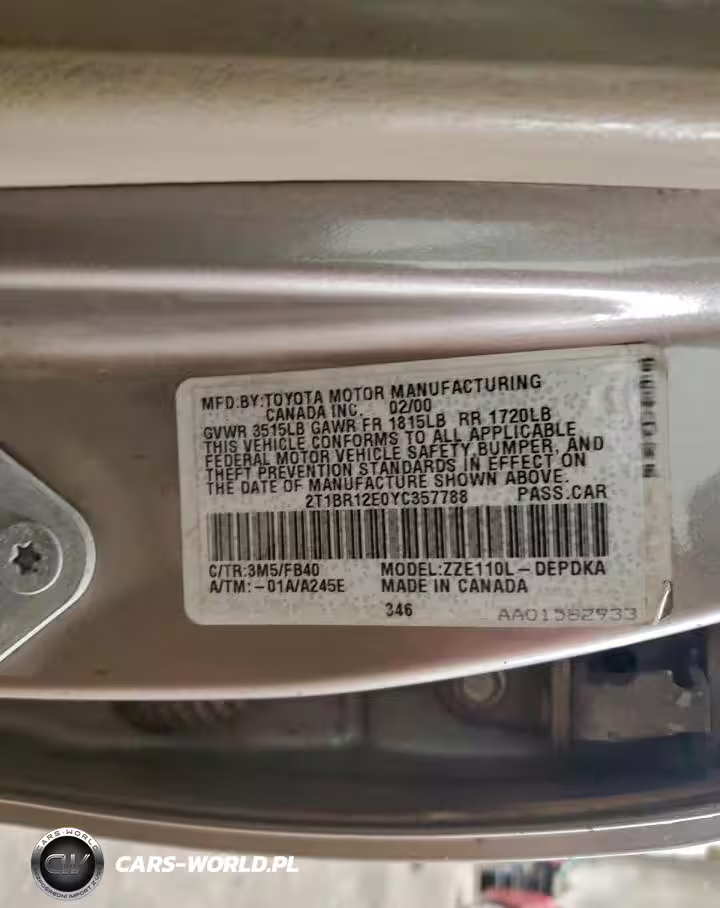 MFD.BY:TOYOTA MOTOR MANUFACTURING
CANADA INC. 02/00
GVWR 3515LB GAWR FR 1815LB RR 1720LB
THIS VEHICLE CONFORMS TO ALL APPLICABLE
FEDERAL MOTOR VEHICLE SAFETY, BUMPER, AND
THEFT PREVENTION STANDARDS IN EFFECT ON
THE DATE OF MANUFACTURE SHOWN ABOVE.
2T1BR12E0YC357788 PASS.CAR
C/TR:3M5/FB40 MODEL:ZZE110L-DEPDKA
A/TM:-01A/A245E MADE IN CANADA
346 AA01582933
CARS-WORLD
CW
CARS-WORLD.PL